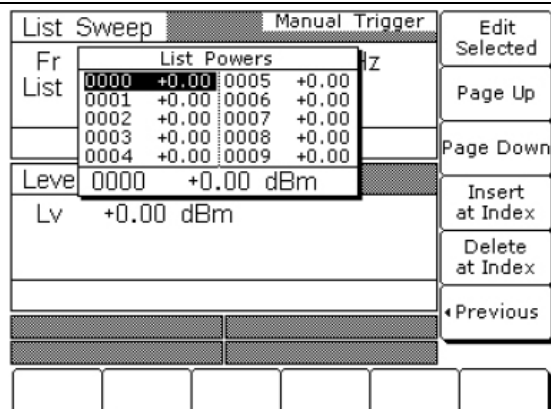 List Sweep
Manual Trigger
Fr
Hz
List
List Powers
0000 +0.00 0005 +0.00
0001 +0.00 0006 +0.00
0002 +0.00 0007 +0.00
0003 +0.00 0008 +0.00
0004 +0.00 0009 +0.00
0000 +0.00 dBm
Leve
Lv +0.00 dBm
Edit
Selected
Page Up
Page Down
Insert
at Index
Delete
at Index
Previous